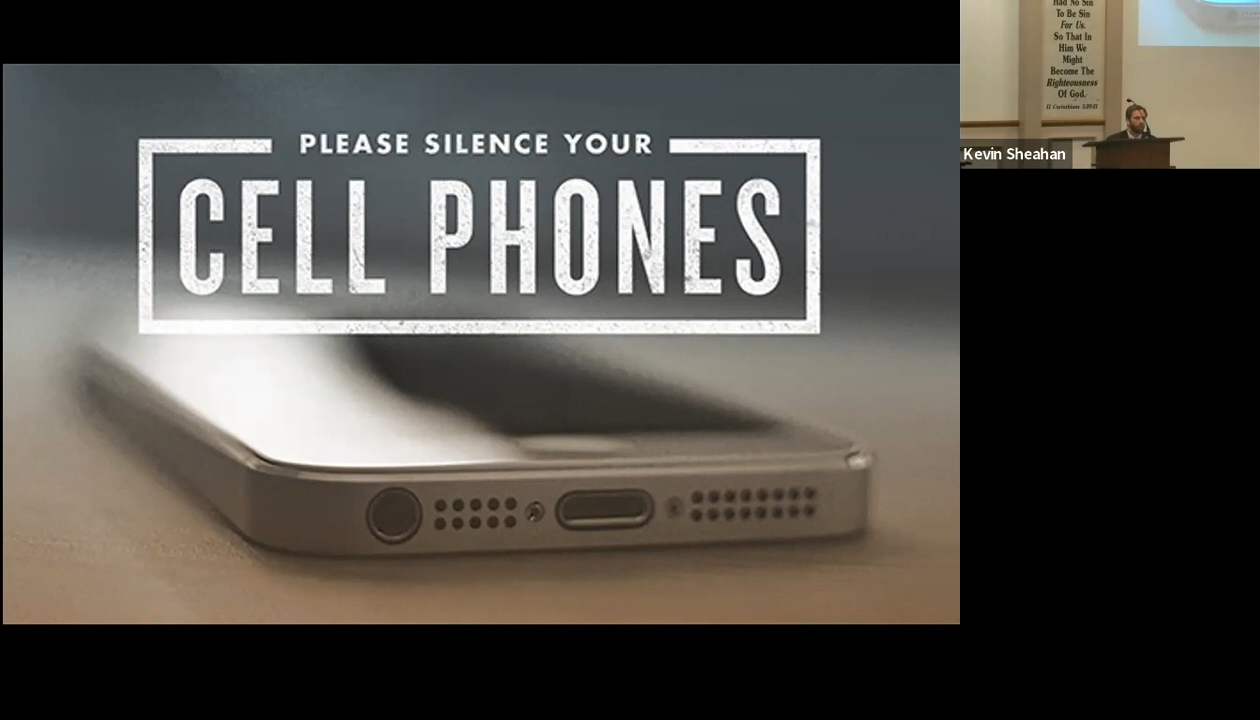 PLEASE SILENCE YOUR
CELL PHONES
Had No Sin
To Be Sin
For Us.
So That In
Him We
Might
Become The
Righteousness
Of God.
Kevin Sheahan